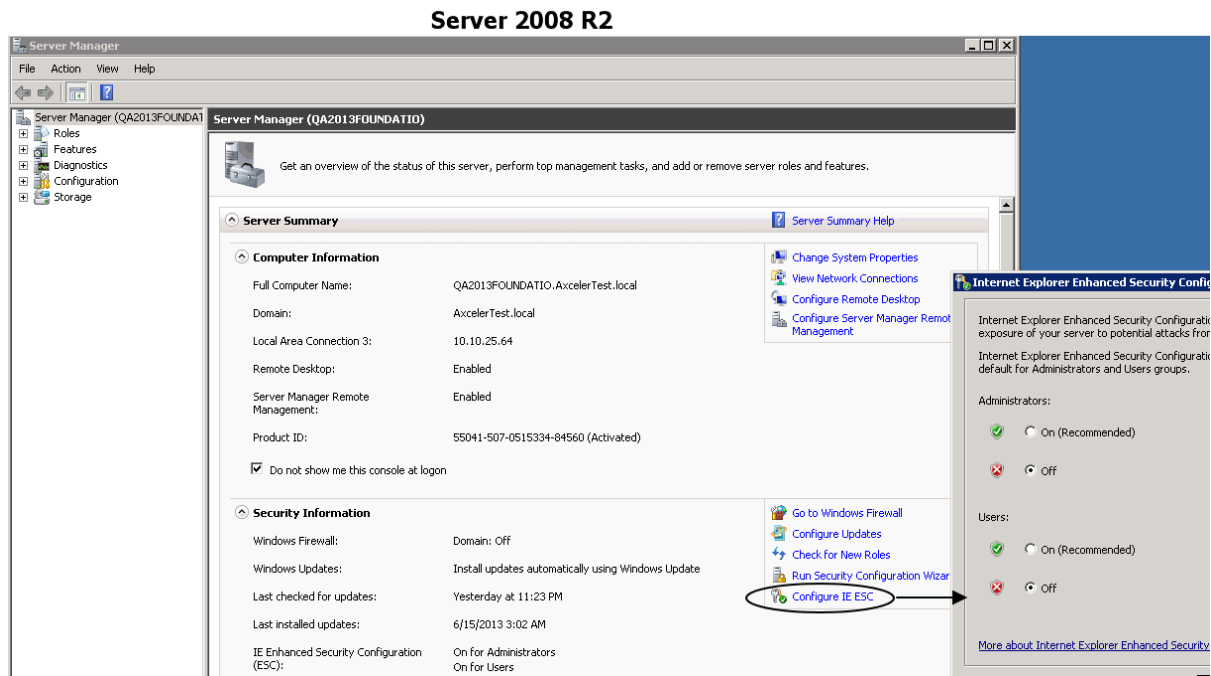 Server 2008 R2
Server Manager
File Action View Help
Server Manager (QA2013FOUNDAT
Roles
Features
Diagnostics
Configuration
Storage
Server Manager (QA2013FOUNDATIO)
Get an overview of the status of this server, perform top management tasks, and add or remove server roles and features.
Server Summary
Server Summary Help
Computer Information
Full Computer Name: QA2013FOUNDATIO.AxcelerTest.local
Domain: AxcelerTest.local
Local Area Connection 3: 10.10.25.64
Remote Desktop: Enabled
Server Manager Remote
Management:
Enabled
Product ID: 55041-507-0515334-84560 (Activated)
Do not show me this console at logon
Change System Properties
View Network Connections
Configure Remote Desktop
Configure Server Manager Remot
Management
Security Information
Windows Firewall: Domain: Off
Windows Updates: Install updates automatically using Windows Update
Last checked for updates: Yesterday at 11:23 PM
Last installed updates: 6/15/2013 3:02 AM
IE Enhanced Security Configuration
(ESC):
On for Administrators
On for Users
Go to Windows Firewall
Configure Updates
Check for New Roles
Run Security Configuration Wizar
Configure IE ESC
Internet Explorer Enhanced Security Config
Internet Explorer Enhanced Security Configuratio
exposure of your server to potential attacks from
Internet Explorer Enhanced Security Configuratio
default for Administrators and Users groups.
Administrators:
On (Recommended)
Off
Users:
On (Recommended)
Off
More about Internet Explorer Enhanced Security